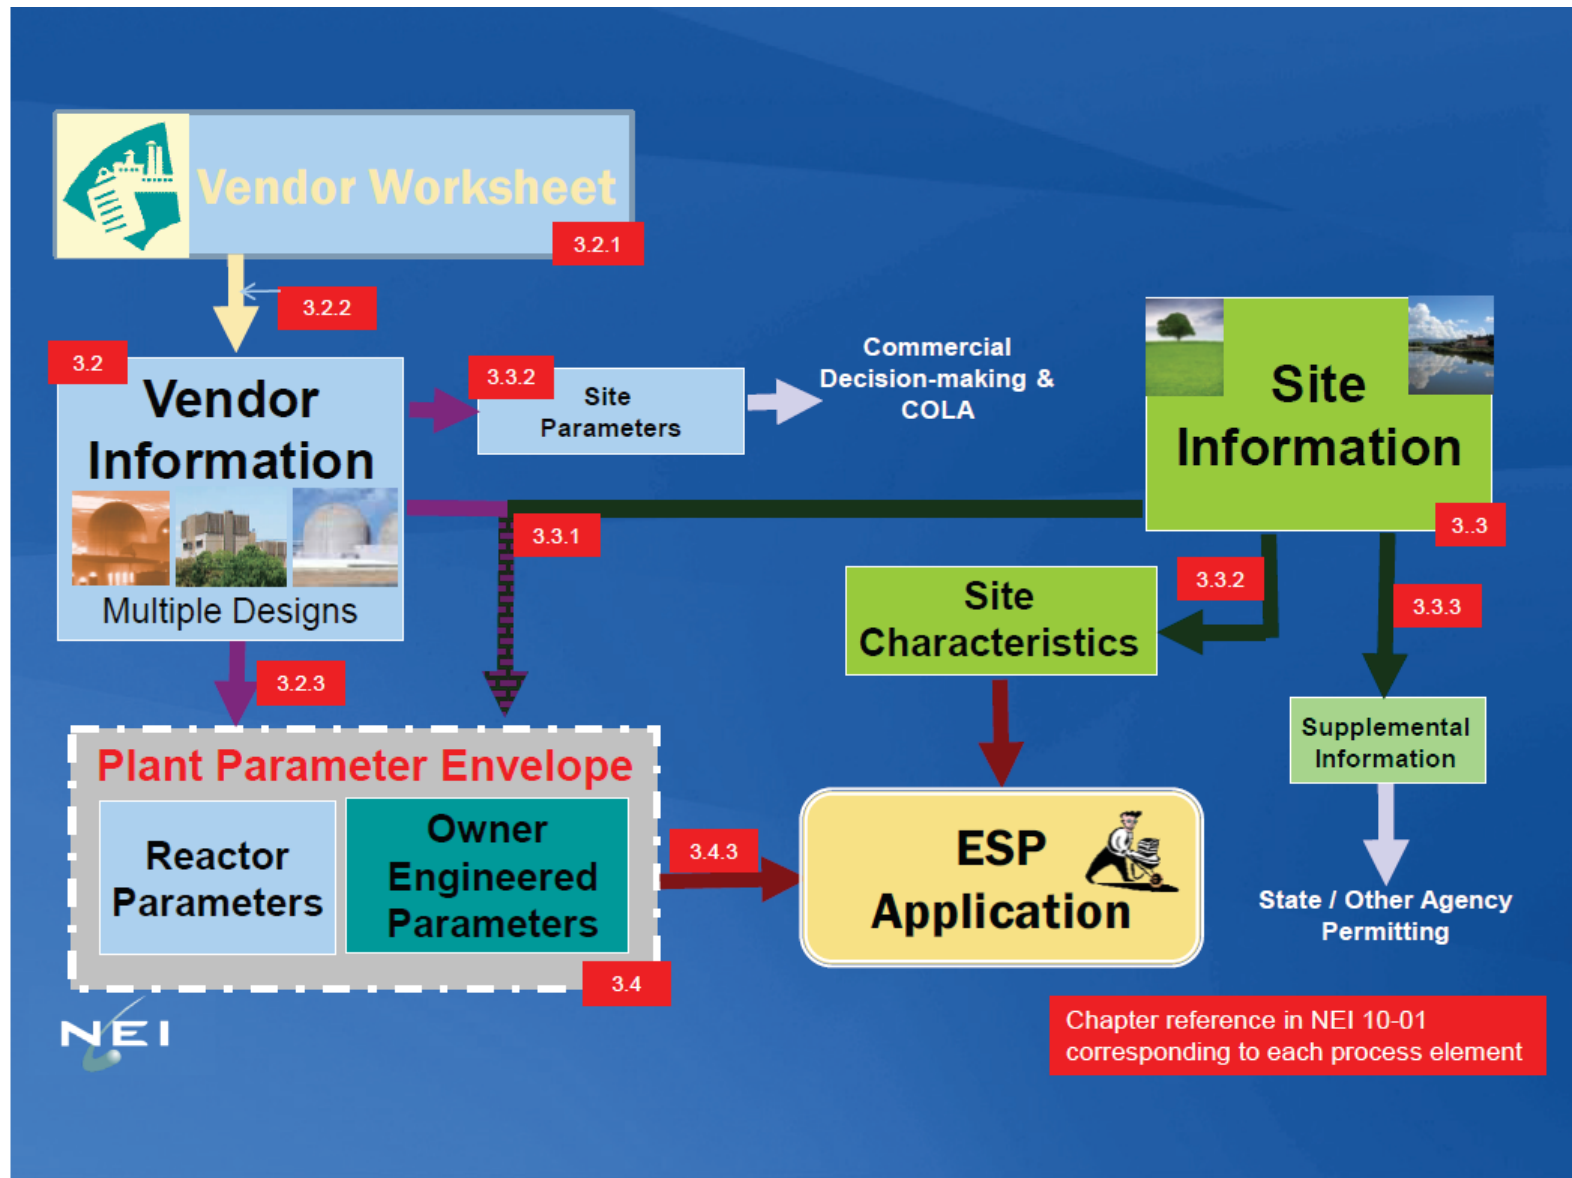 Vendor Worksheet
3.2.1
3.2.2
3.2
Vendor
Information
Multiple Designs
3.3.2
Site
Parameters
Commercial
Decision-making &
COLA
Site
Information
3..3
3.3.1
3.3.2
3.3.3
Site
Characteristics
Supplemental
Information
3.2.3
Plant Parameter Envelope
Reactor
Parameters
Owner
Engineered
Parameters
3.4
3.4.3
ESP
Application
State / Other Agency
Permitting
NEI
Chapter reference in NEI 10-01
corresponding to each process element